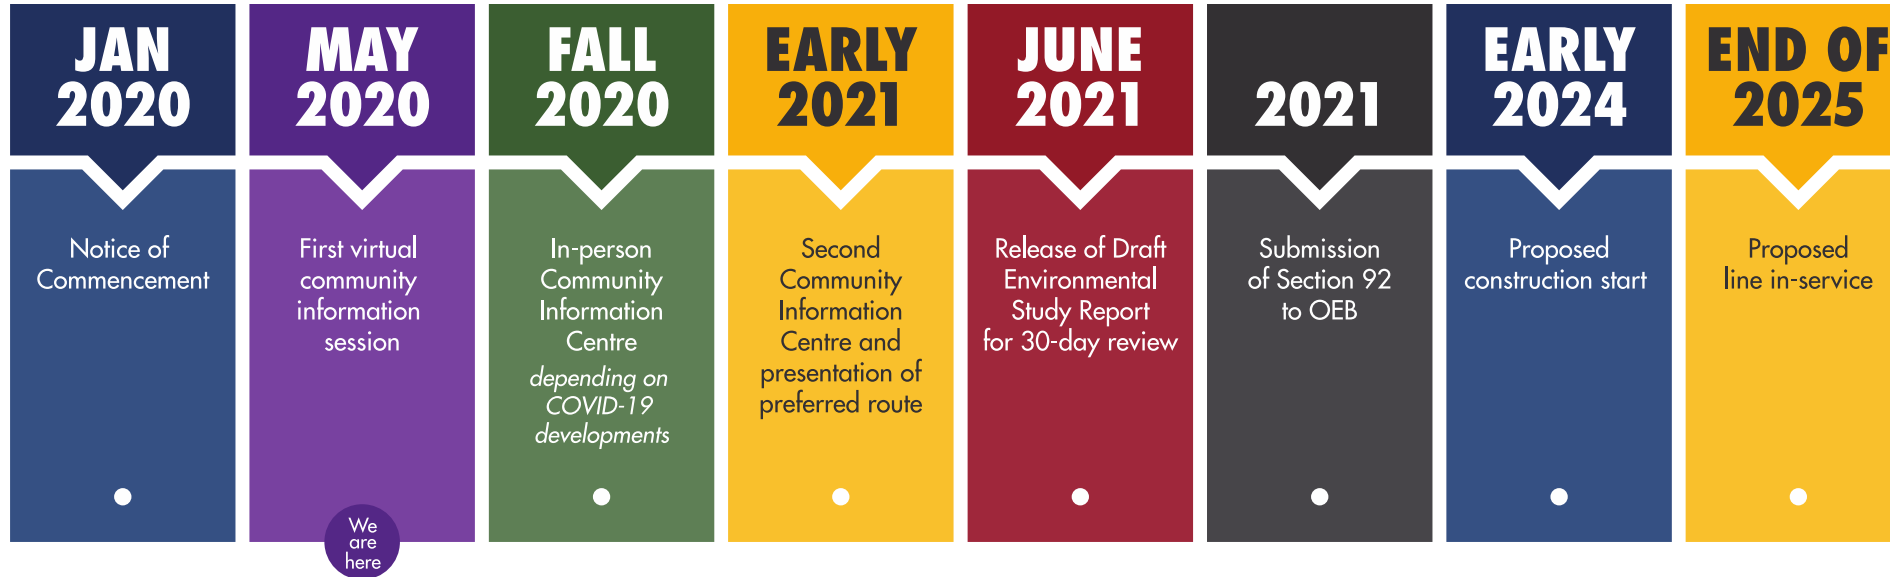 JAN
2020
Notice of
Commencement
MAY
2020
First virtual
community
information
session
We
are
here
FALL
2020
In-person
Community
Information
Centre
depending on
COVID-19
developments
EARLY
2021
Second
Community
Information
Centre and
presentation of
preferred route
JUNE
2021
Release of Draft
Environmental
Study Report
for 30-day review
2021
Submission
of Section 92
to OEB
EARLY
2024
Proposed
construction start
END OF
2025
Proposed
line in-service